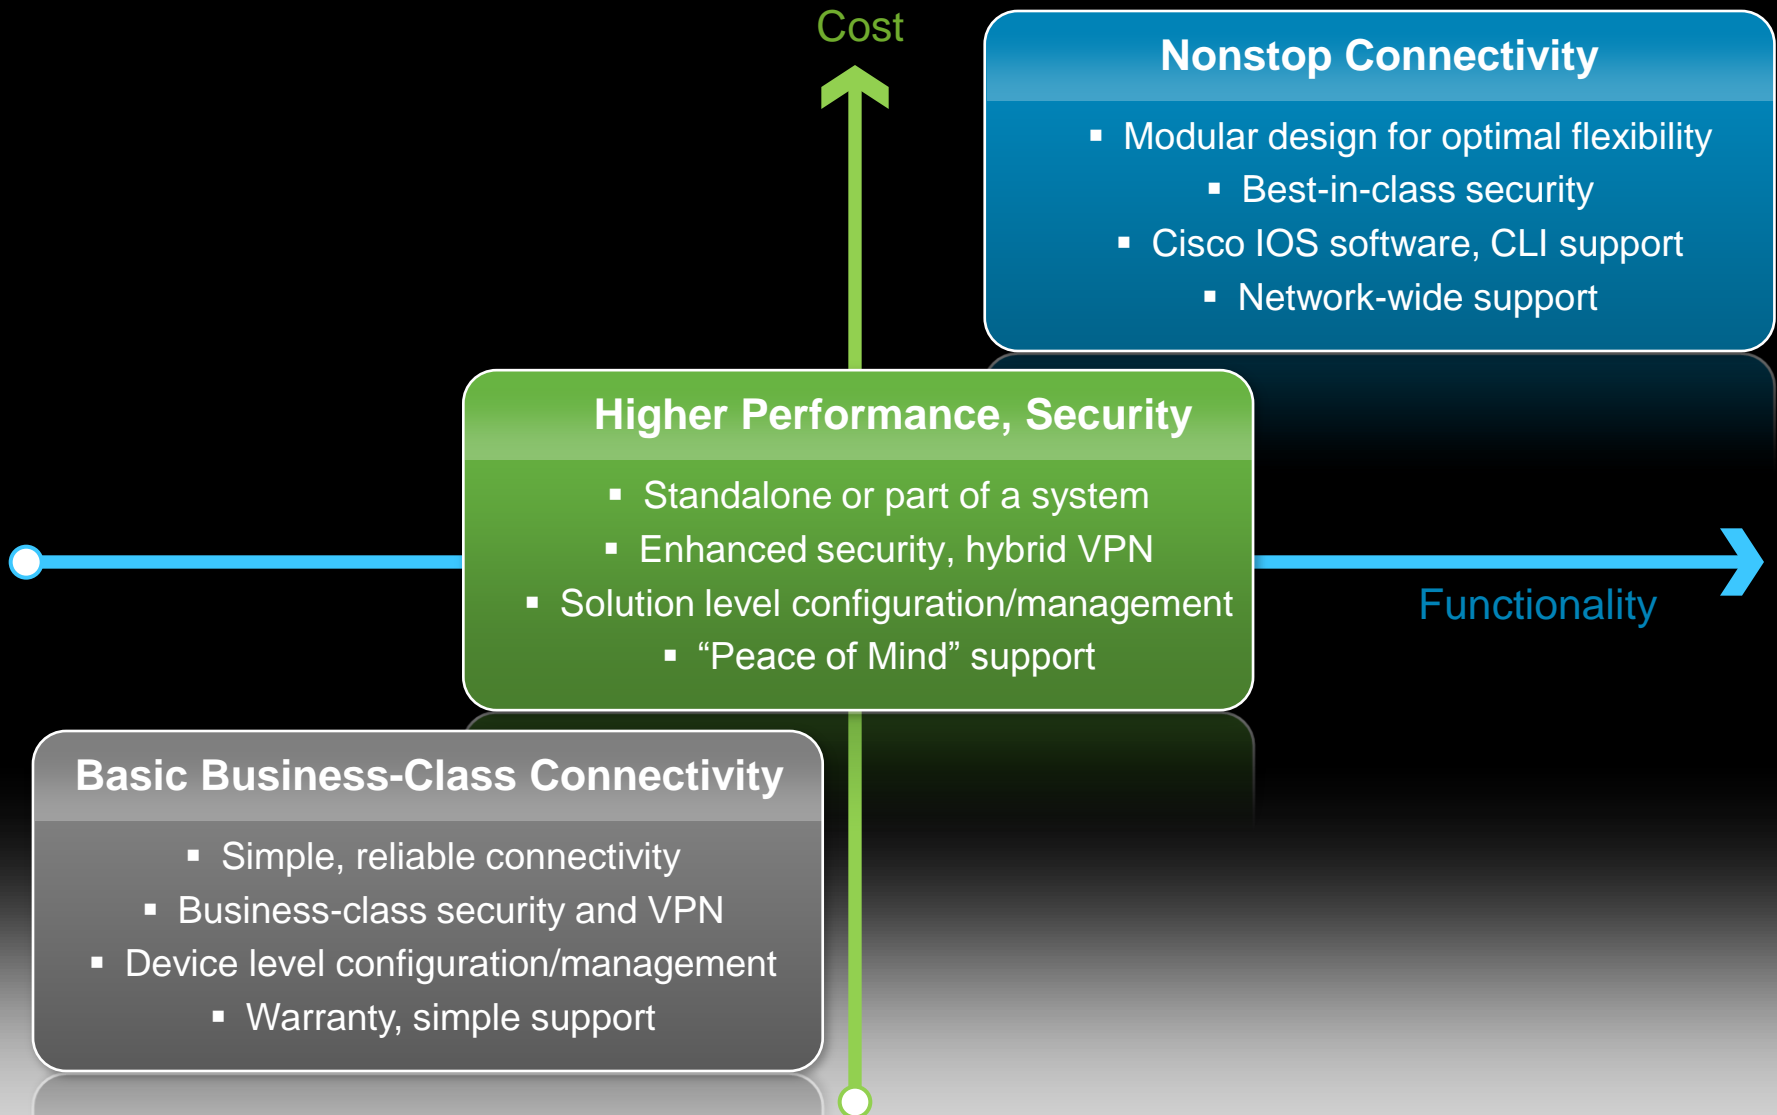 Cost
Nonstop Connectivity
▪ Modular design for optimal flexibility
▪ Best-in-class security
▪ Cisco IOS software, CLI support
▪ Network-wide support
Higher Performance, Security
▪ Standalone or part of a system
▪ Enhanced security, hybrid VPN
▪ Solution level configuration/management
▪ “Peace of Mind” support
Functionality
Basic Business-Class Connectivity
▪ Simple, reliable connectivity
▪ Business-class security and VPN
▪ Device level configuration/management
▪ Warranty, simple support